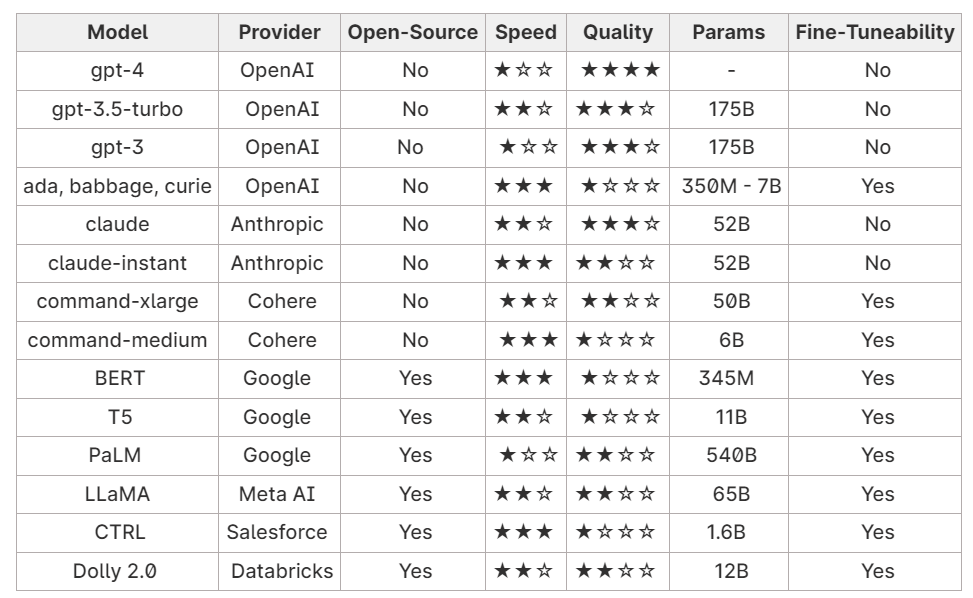 Model Provider Open-Source Speed Quality Params Fine-Tuneability
gpt-4 OpenAI No ★☆☆ ★★★★ - No
gpt-3.5-turbo OpenAI No ★★☆ ★★★☆ 175B No
gpt-3 OpenAI No ★☆☆ ★★★☆ 175B No
ada, babbage, curie OpenAI No ★★★ ★☆☆☆ 350M - 7B Yes
claude Anthropic No ★★☆ ★★★☆ 52B No
claude-instant Anthropic No ★★★ ★★☆☆ 52B No
command-xlarge Cohere No ★★☆ ★★☆☆ 50B Yes
command-medium Cohere No ★★★ ★☆☆☆ 6B Yes
BERT Google Yes ★★★ ★☆☆☆ 345M Yes
T5 Google Yes ★★☆ ★☆☆☆ 11B Yes
PaLM Google Yes ★☆☆ ★★☆☆ 540B Yes
LLaMA Meta AI Yes ★★☆ ★★☆☆ 65B Yes
CTRL Salesforce Yes ★★★ ★☆☆☆ 1.6B Yes
Dolly 2.0 Databricks Yes ★★☆ ★★☆☆ 12B Yes